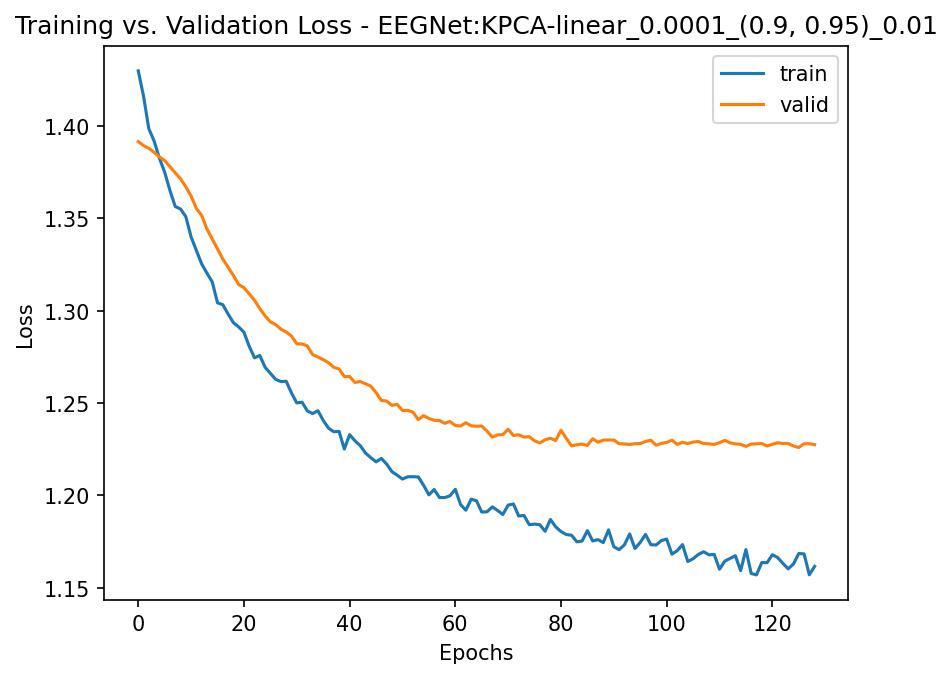 Training vs. Validation Loss - EEGNet:KPCA-linear_0.0001_(0.9, 0.95)_0.01
train
valid
1.40
1.35
1.30
1.25
1.20
1.15
Loss
0 20 40 60 80 100 120
Epochs